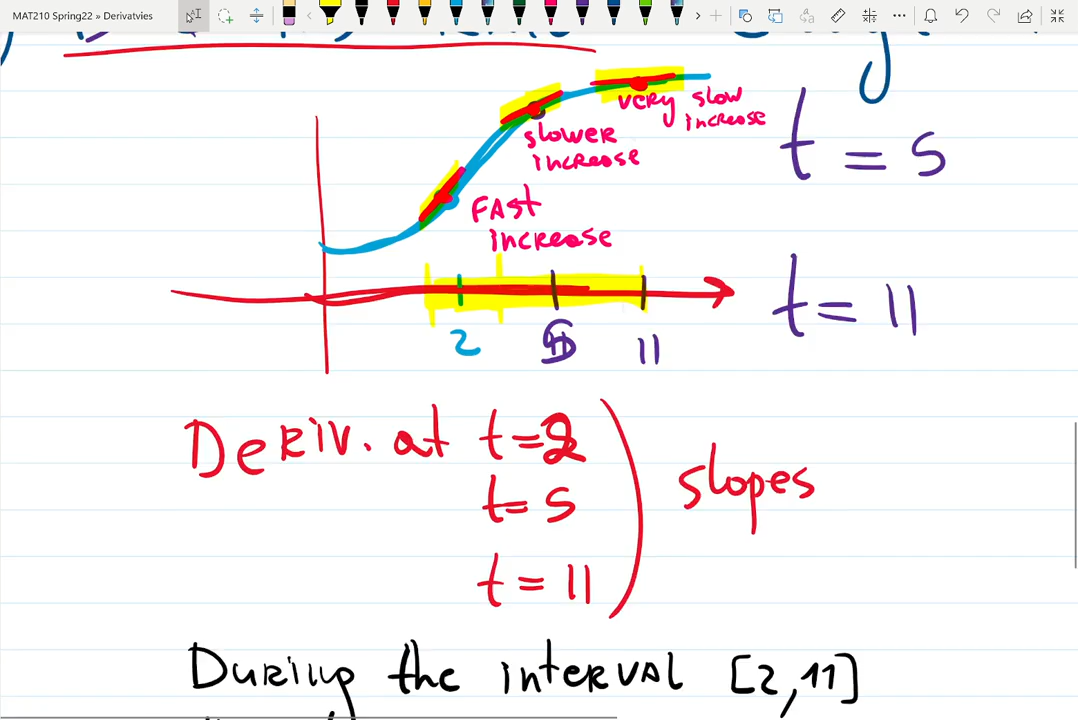 MAT210 Spring22 » Derivatvies
VERY slow
increase
slower
increase
FAst
increase
t = 5
t = 11
2
11
DeRiV. at t=2
t= 5
t = 11
slopes
DuRing the inteRVAL [2,11]